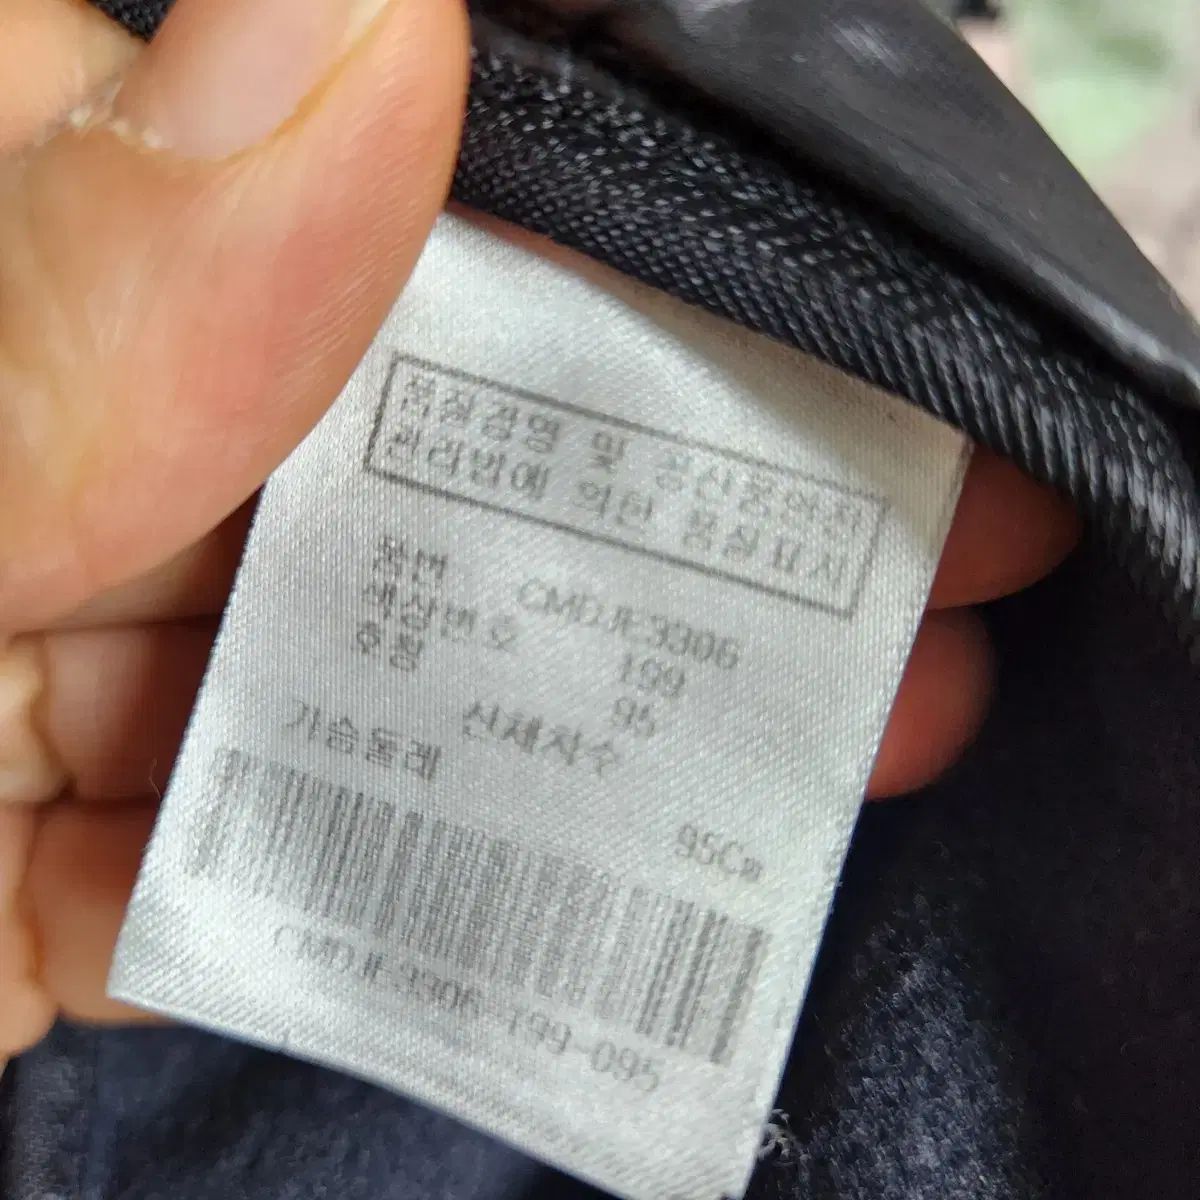 품질경영 및 공산품안전
관리법에 의한 품질표시
품번 CMDJE3306
색상번호 199
호칭 95
신체치수
가슴둘레 95Cm
CMDJE3306-199-095